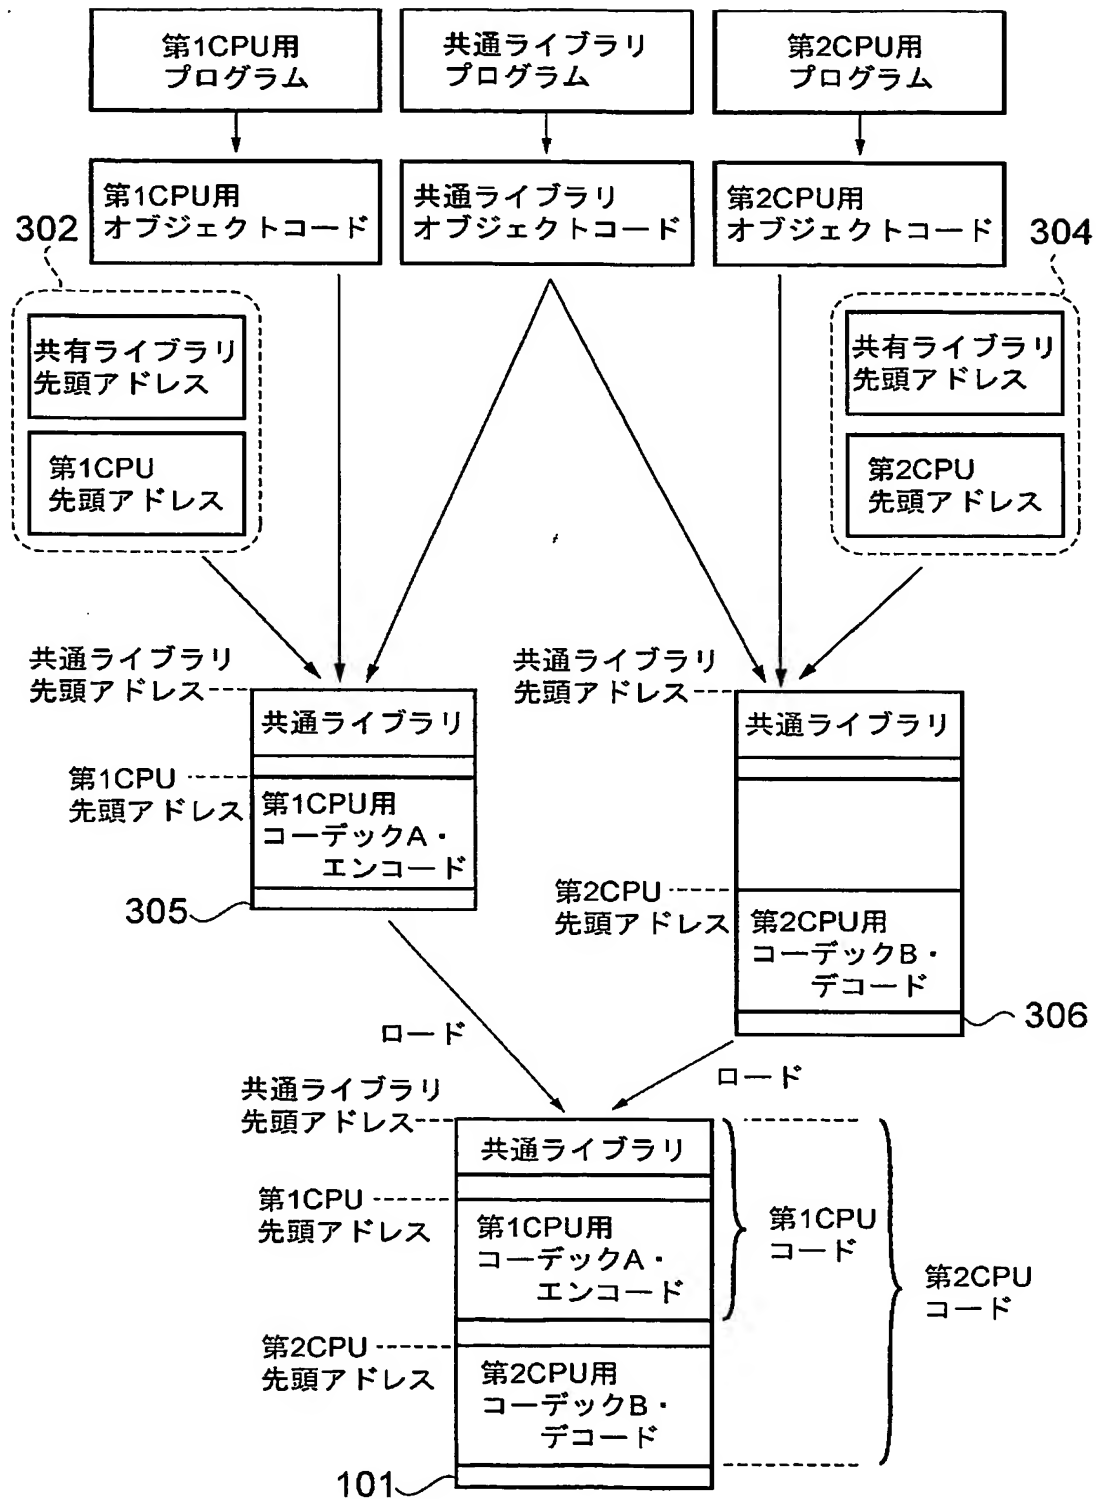 第1CPU用
プログラム
共通ライブラリ
プログラム
第2CPU用
プログラム
第1CPU用
オブジェクトコード
共通ライブラリ
オブジェクトコード
第2CPU用
オブジェクトコード
302
304
共有ライブラリ
先頭アドレス
第1CPU
先頭アドレス
共有ライブラリ
先頭アドレス
第2CPU
先頭アドレス
共通ライブラリ
先頭アドレス
共通ライブラリ
第1CPU
先頭アドレス
第1CPU用
コーデックA・
エンコード
305
共通ライブラリ
先頭アドレス
共通ライブラリ
第2CPU
先頭アドレス
第2CPU用
コーデックB・
デコード
306
ロード
ロード
共通ライブラリ
先頭アドレス
共通ライブラリ
第1CPU
先頭アドレス
第1CPU用
コーデックA・
エンコード
第1CPU
コード
第2CPU
コード
第2CPU
先頭アドレス
第2CPU用
コーデックB・
デコード
101